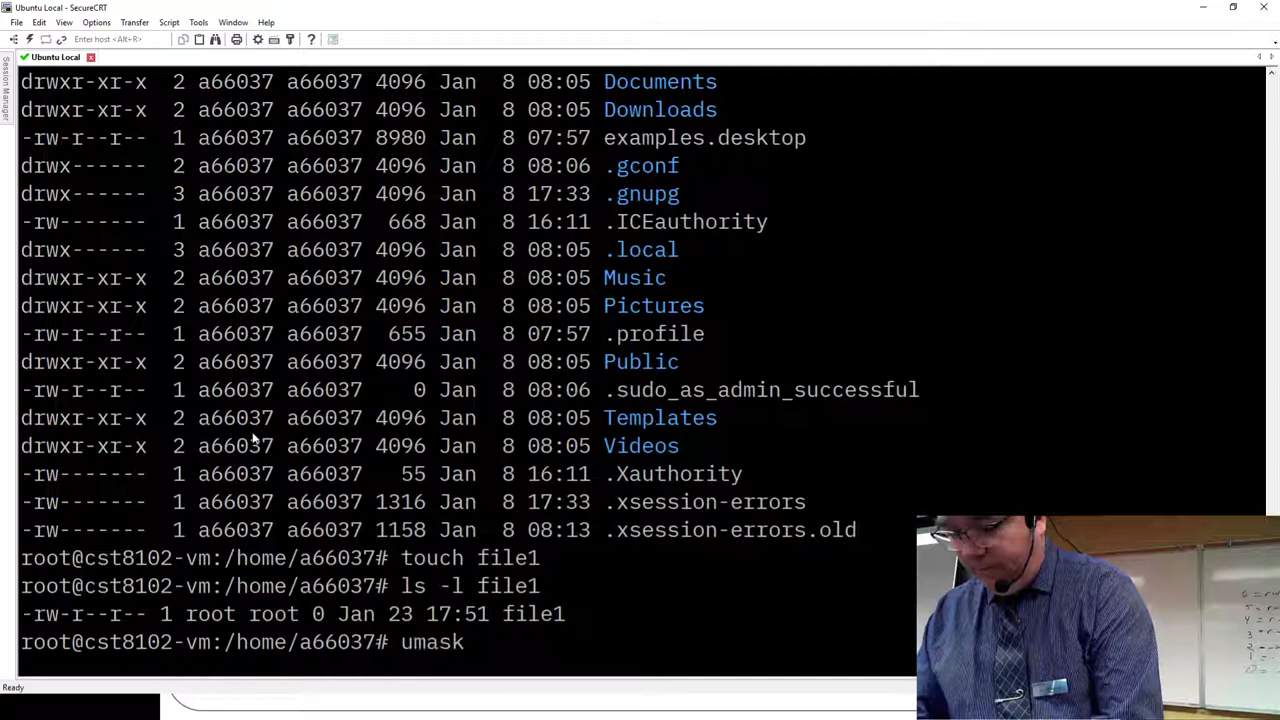 Ubuntu Local - SecureCRT
File Edit View Options Transfer Script Tools Window Help
Enter host <Alt+R>
Ubuntu Local
Session Manager
drwxr-xr-x 2 a66037 a66037 4096 Jan 8 08:05 Documents
drwxr-xr-x 2 a66037 a66037 4096 Jan 8 08:05 Downloads
-rw-r--r-- 1 a66037 a66037 8980 Jan 8 07:57 examples.desktop
drwx------ 2 a66037 a66037 4096 Jan 8 08:06 .gconf
drwx------ 3 a66037 a66037 4096 Jan 8 17:33 .gnupg
-rw------- 1 a66037 a66037 668 Jan 8 16:11 .ICEauthority
drwx------ 3 a66037 a66037 4096 Jan 8 08:05 .local
drwxr-xr-x 2 a66037 a66037 4096 Jan 8 08:05 Music
drwxr-xr-x 2 a66037 a66037 4096 Jan 8 08:05 Pictures
-rw-r--r-- 1 a66037 a66037 655 Jan 8 07:57 .profile
drwxr-xr-x 2 a66037 a66037 4096 Jan 8 08:05 Public
-rw-r--r-- 1 a66037 a66037 0 Jan 8 08:06 .sudo_as_admin_successful
drwxr-xr-x 2 a66037 a66037 4096 Jan 8 08:05 Templates
drwxr-xr-x 2 a66037 a66037 4096 Jan 8 08:05 Videos
-rw------- 1 a66037 a66037 55 Jan 8 16:11 .Xauthority
-rw------- 1 a66037 a66037 1316 Jan 8 17:33 .xsession-errors
-rw------- 1 a66037 a66037 1158 Jan 8 08:13 .xsession-errors.old
root@cst8102-vm:/home/a66037# touch file1
root@cst8102-vm:/home/a66037# ls -l file1
-rw-r--r-- 1 root root 0 Jan 23 17:51 file1
root@cst8102-vm:/home/a66037# umask
Ready